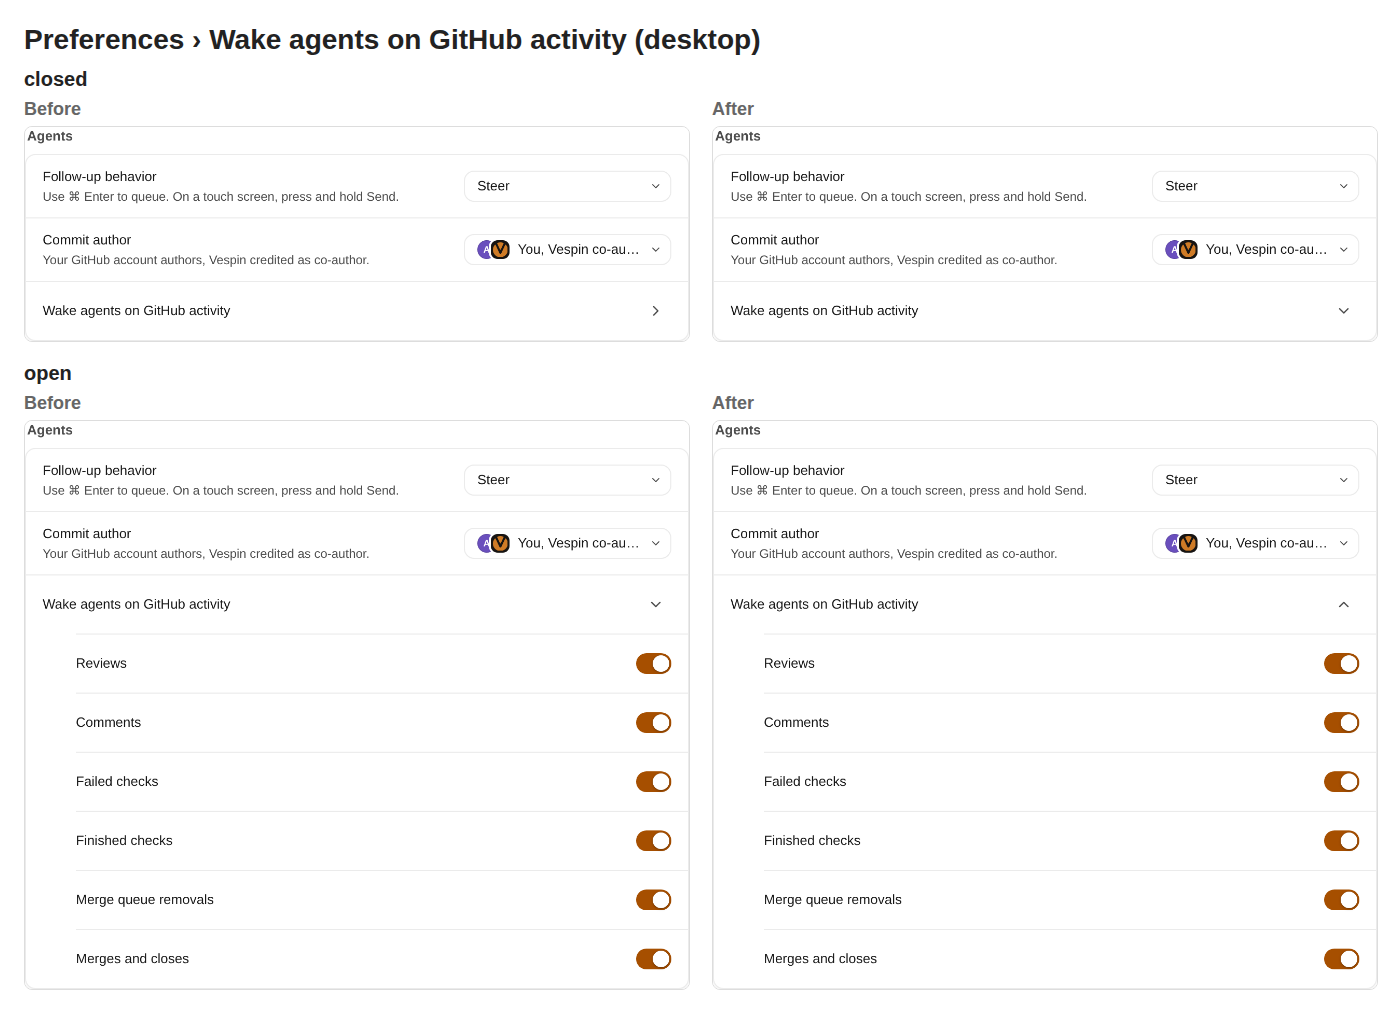 Preferences › Wake agents on GitHub activity (desktop)
closed
Before
Agents
Follow-up behavior
Use ⌘ Enter to queue. On a touch screen, press and hold Send.
Steer
Commit author
Your GitHub account authors, Vespin credited as co-author.
A V You, Vespin co-au…
Wake agents on GitHub activity
After
Agents
Follow-up behavior
Use ⌘ Enter to queue. On a touch screen, press and hold Send.
Steer
Commit author
Your GitHub account authors, Vespin credited as co-author.
A V You, Vespin co-au…
Wake agents on GitHub activity
open
Before
Agents
Follow-up behavior
Use ⌘ Enter to queue. On a touch screen, press and hold Send.
Steer
Commit author
Your GitHub account authors, Vespin credited as co-author.
A V You, Vespin co-au…
Wake agents on GitHub activity
Reviews
Comments
Failed checks
Finished checks
Merge queue removals
Merges and closes
After
Agents
Follow-up behavior
Use ⌘ Enter to queue. On a touch screen, press and hold Send.
Steer
Commit author
Your GitHub account authors, Vespin credited as co-author.
A V You, Vespin co-au…
Wake agents on GitHub activity
Reviews
Comments
Failed checks
Finished checks
Merge queue removals
Merges and closes